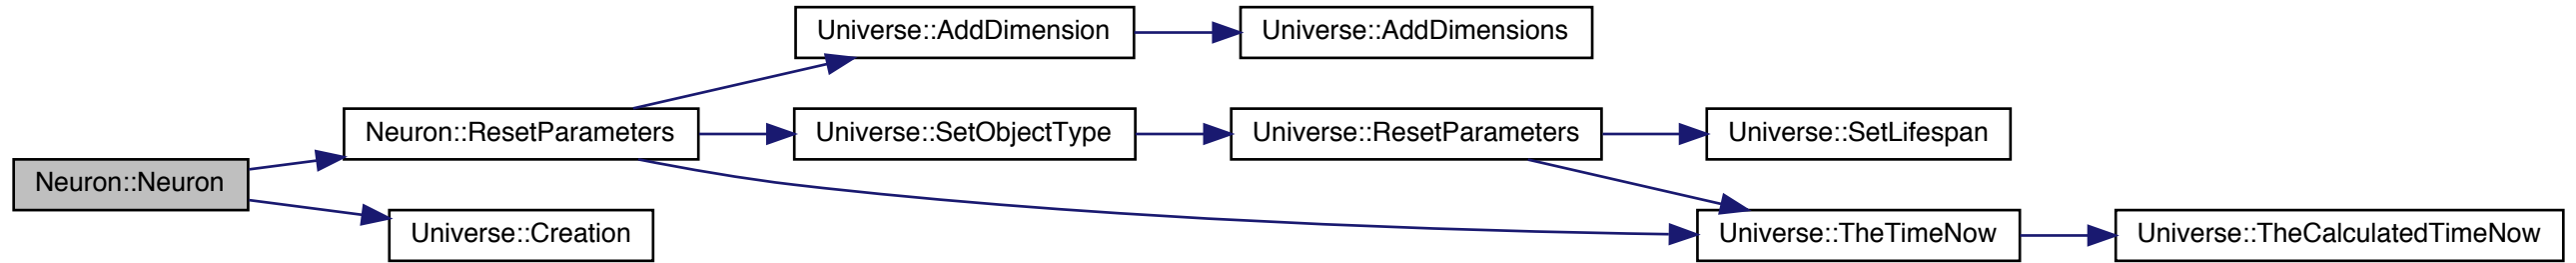 Universe::AddDimension
Universe::AddDimensions
Neuron::ResetParameters
Universe::SetObjectType
Universe::ResetParameters
Universe::SetLifespan
Neuron::Neuron
Universe::Creation
Universe::TheTimeNow
Universe::TheCalculatedTimeNow